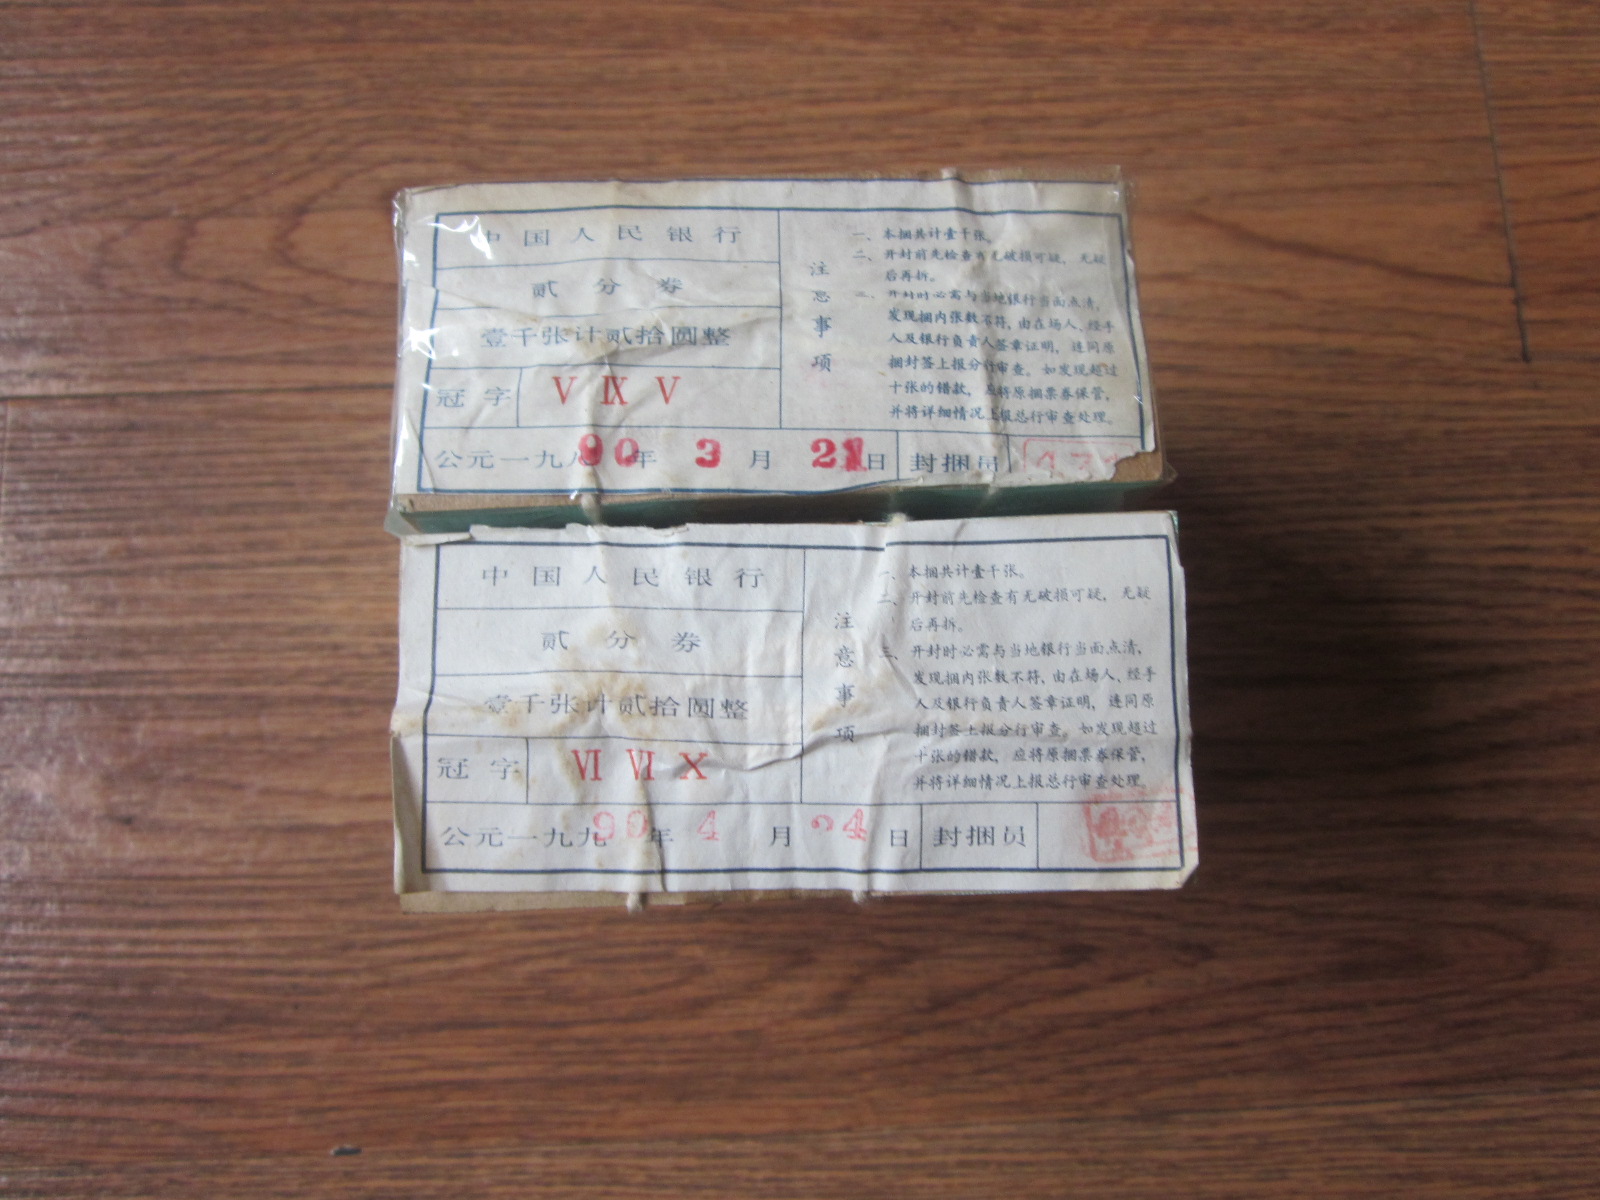 中国人民银行
贰分券
壹千张计贰拾圆整
冠字 V IX V
公元一九八90年 3月 21日 封捆员
注意事项
一、本捆共计壹千张。
二、开封前先检查有无破损可疑，无疑
后再拆。
三、开封时必需与当地银行当面点清，
发现捆内张数不符，由在场人、经手
人及银行负责人签章证明，连同原
捆封签上报分行审查。如发现超过
十张的错款，应将原捆票券保管，
并将详细情况上报总行审查处理。
中国人民银行
贰分券
壹千张计贰拾圆整
冠字 VI VI X
公元一九九90年 4月 24日 封捆员
注意事项
一、本捆共计壹千张。
二、开封前先检查有无破损可疑，无疑
后再拆。
三、开封时必需与当地银行当面点清，
发现捆内张数不符，由在场人、经手
人及银行负责人签章证明，连同原
捆封签上报分行审查。如发现超过
十张的错款，应将原捆票券保管，
并将详细情况上报总行审查处理